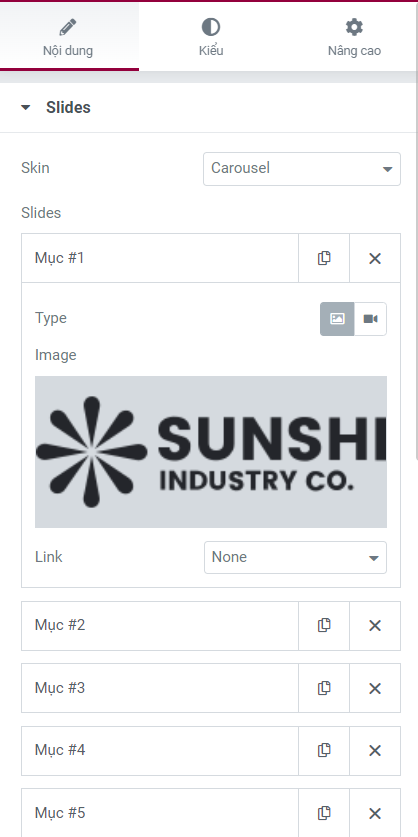 Nội dung
Kiểu
Nâng cao
Slides
Skin
Carousel
Slides
Mục #1
Type
Image
SUNSHI
INDUSTRY CO.
Link
None
Mục #2
Mục #3
Mục #4
Mục #5